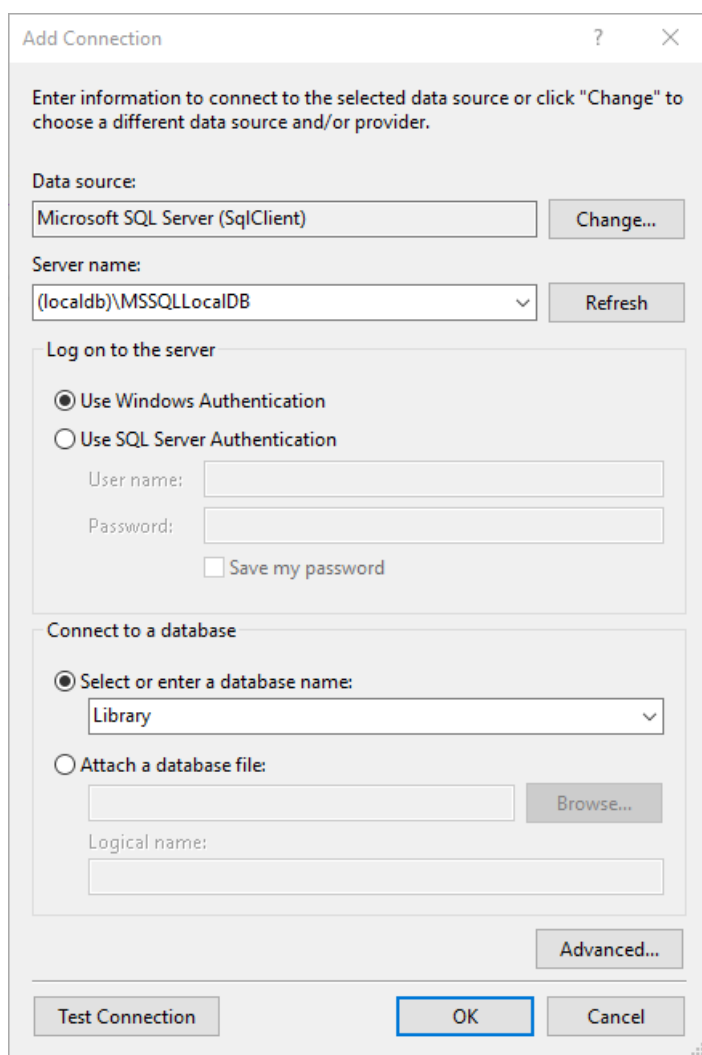 Add Connection
?
Enter information to connect to the selected data source or click "Change" to
choose a different data source and/or provider.
Data source:
Microsoft SQL Server (SqlClient)
Change...
Server name:
(localdb)\MSSQLLocalDB
Refresh
Log on to the server
Use Windows Authentication
Use SQL Server Authentication
User name:
Password:
Save my password
Connect to a database
Select or enter a database name:
Library
Attach a database file:
Browse...
Logical name:
Advanced...
Test Connection
OK
Cancel